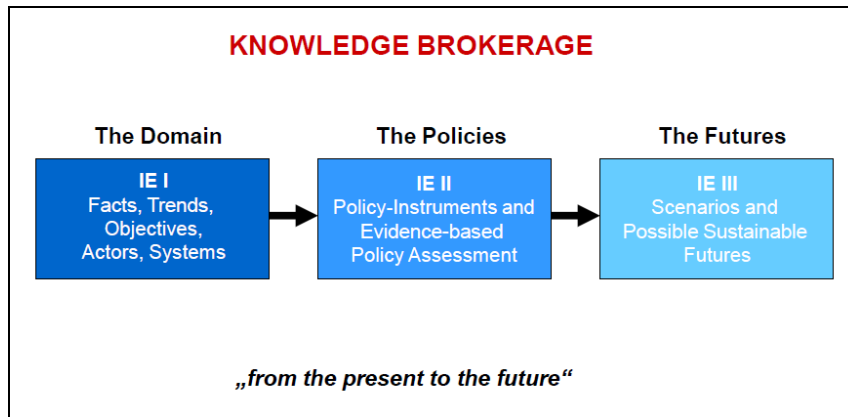 KNOWLEDGE BROKERAGE
The Domain
IE I
Facts, Trends,
Objectives,
Actors, Systems
The Policies
IE II
Policy-Instruments and
Evidence-based
Policy Assessment
The Futures
IE III
Scenarios and
Possible Sustainable
Futures
„from the present to the future“